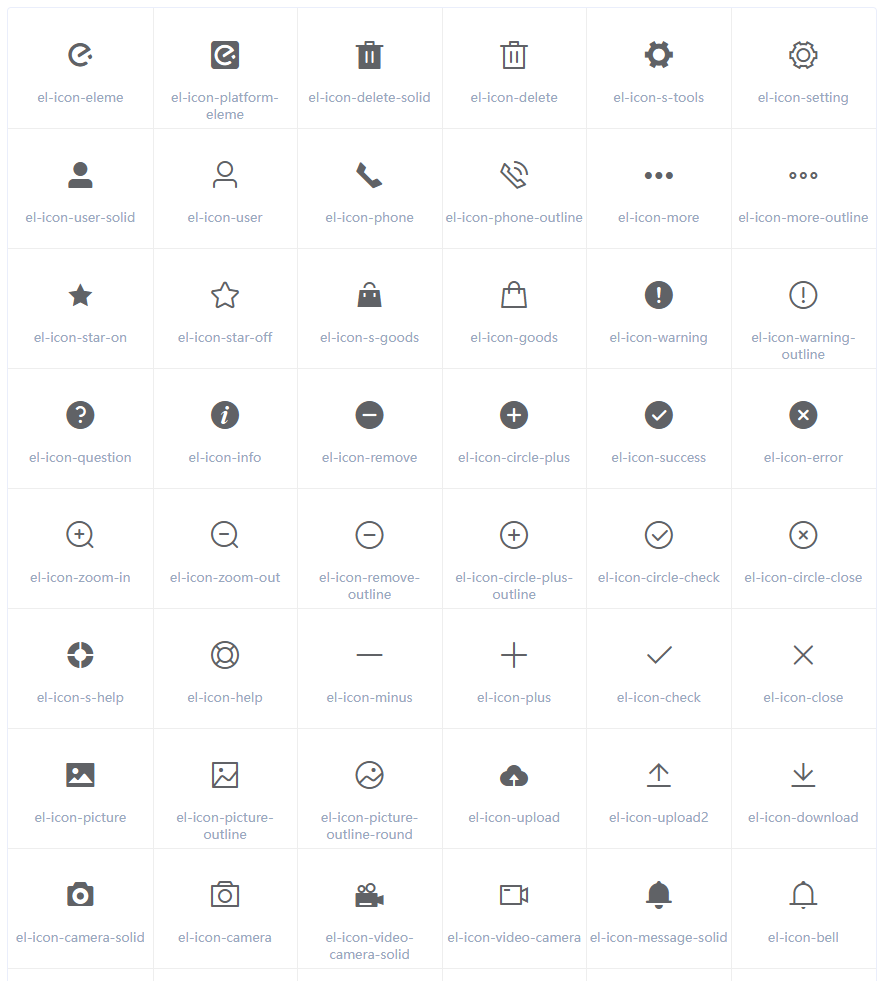 el-icon-eleme
el-icon-platform-
eleme
el-icon-delete-solid
el-icon-delete
el-icon-s-tools
el-icon-setting
el-icon-user-solid
el-icon-user
el-icon-phone
el-icon-phone-outline
el-icon-more
el-icon-more-outline
el-icon-star-on
el-icon-star-off
el-icon-s-goods
el-icon-goods
el-icon-warning
el-icon-warning-
outline
el-icon-question
el-icon-info
el-icon-remove
el-icon-circle-plus
el-icon-success
el-icon-error
el-icon-zoom-in
el-icon-zoom-out
el-icon-remove-
outline
el-icon-circle-plus-
outline
el-icon-circle-check
el-icon-circle-close
el-icon-s-help
el-icon-help
el-icon-minus
el-icon-plus
el-icon-check
el-icon-close
el-icon-picture
el-icon-picture-
outline
el-icon-picture-
outline-round
el-icon-upload
el-icon-upload2
el-icon-download
el-icon-camera-solid
el-icon-camera
el-icon-video-
camera-solid
el-icon-video-camera
el-icon-message-solid
el-icon-bell